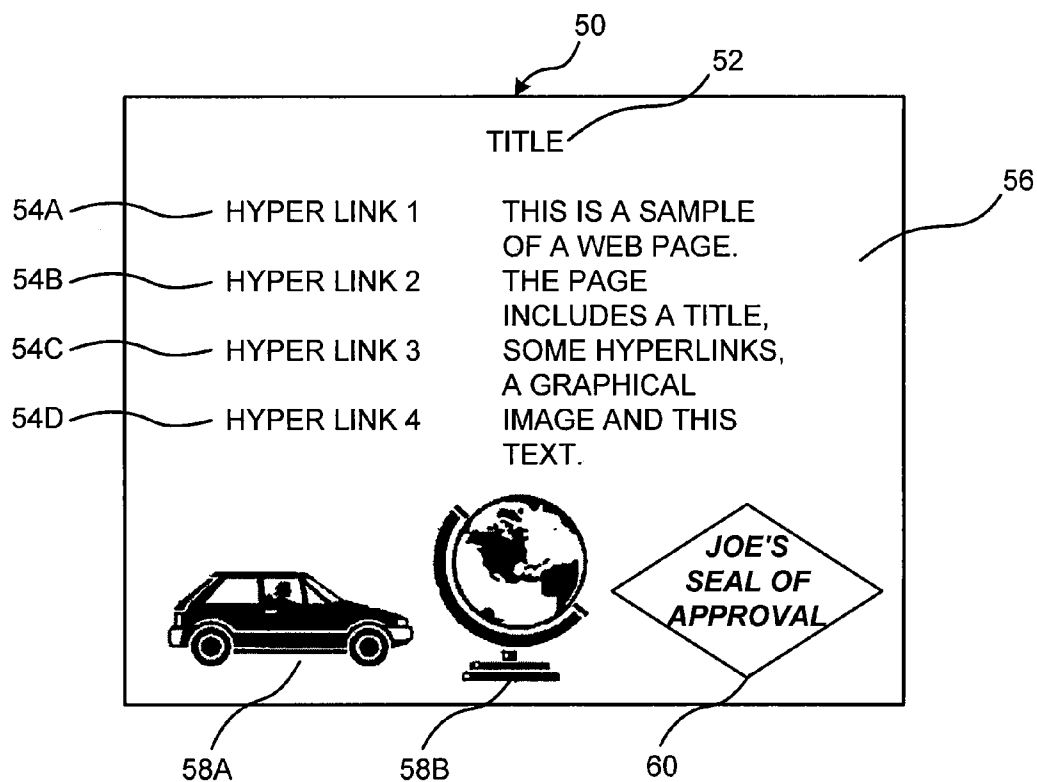 50
52
TITLE
56
54A HYPER LINK 1 THIS IS A SAMPLE
OF A WEB PAGE.
54B HYPER LINK 2 THE PAGE
INCLUDES A TITLE,
54C HYPER LINK 3 SOME HYPERLINKS,
A GRAPHICAL
54D HYPER LINK 4 IMAGE AND THIS
TEXT.
JOE'S
SEAL OF
APPROVAL
58A 58B 60